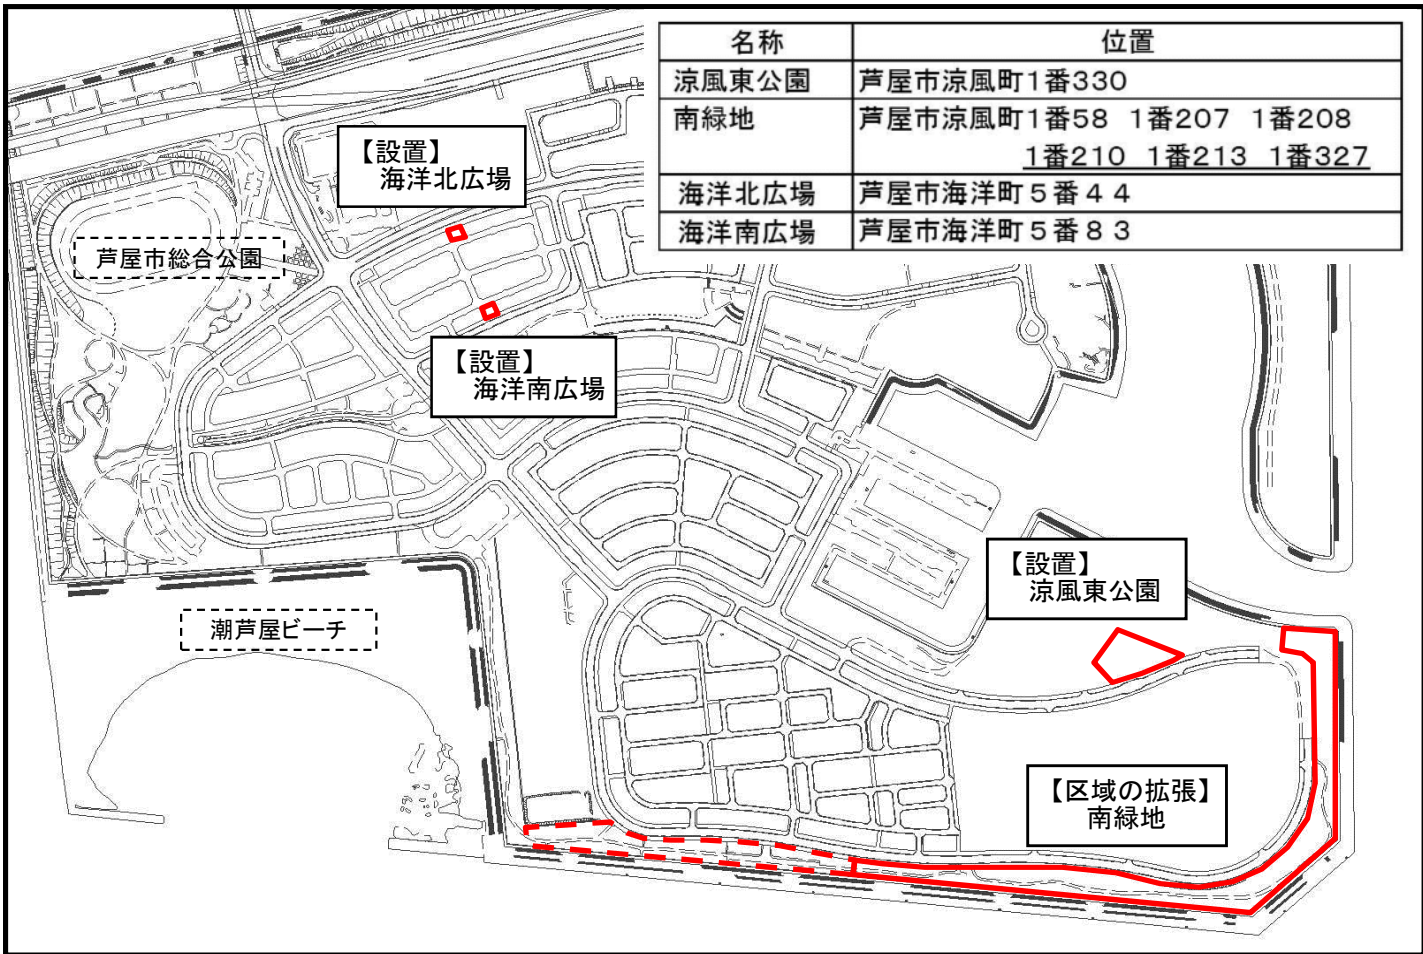 名称 位置
涼風東公園 芦屋市涼風町1番330
南緑地 芦屋市涼風町1番58 1番207 1番208
1番210 1番213 1番327
海洋北広場 芦屋市海洋町5番44
海洋南広場 芦屋市海洋町5番83
【設置】
海洋北広場
芦屋市総合公園
【設置】
海洋南広場
【設置】
涼風東公園
潮芦屋ビーチ
【区域の拡張】
南緑地